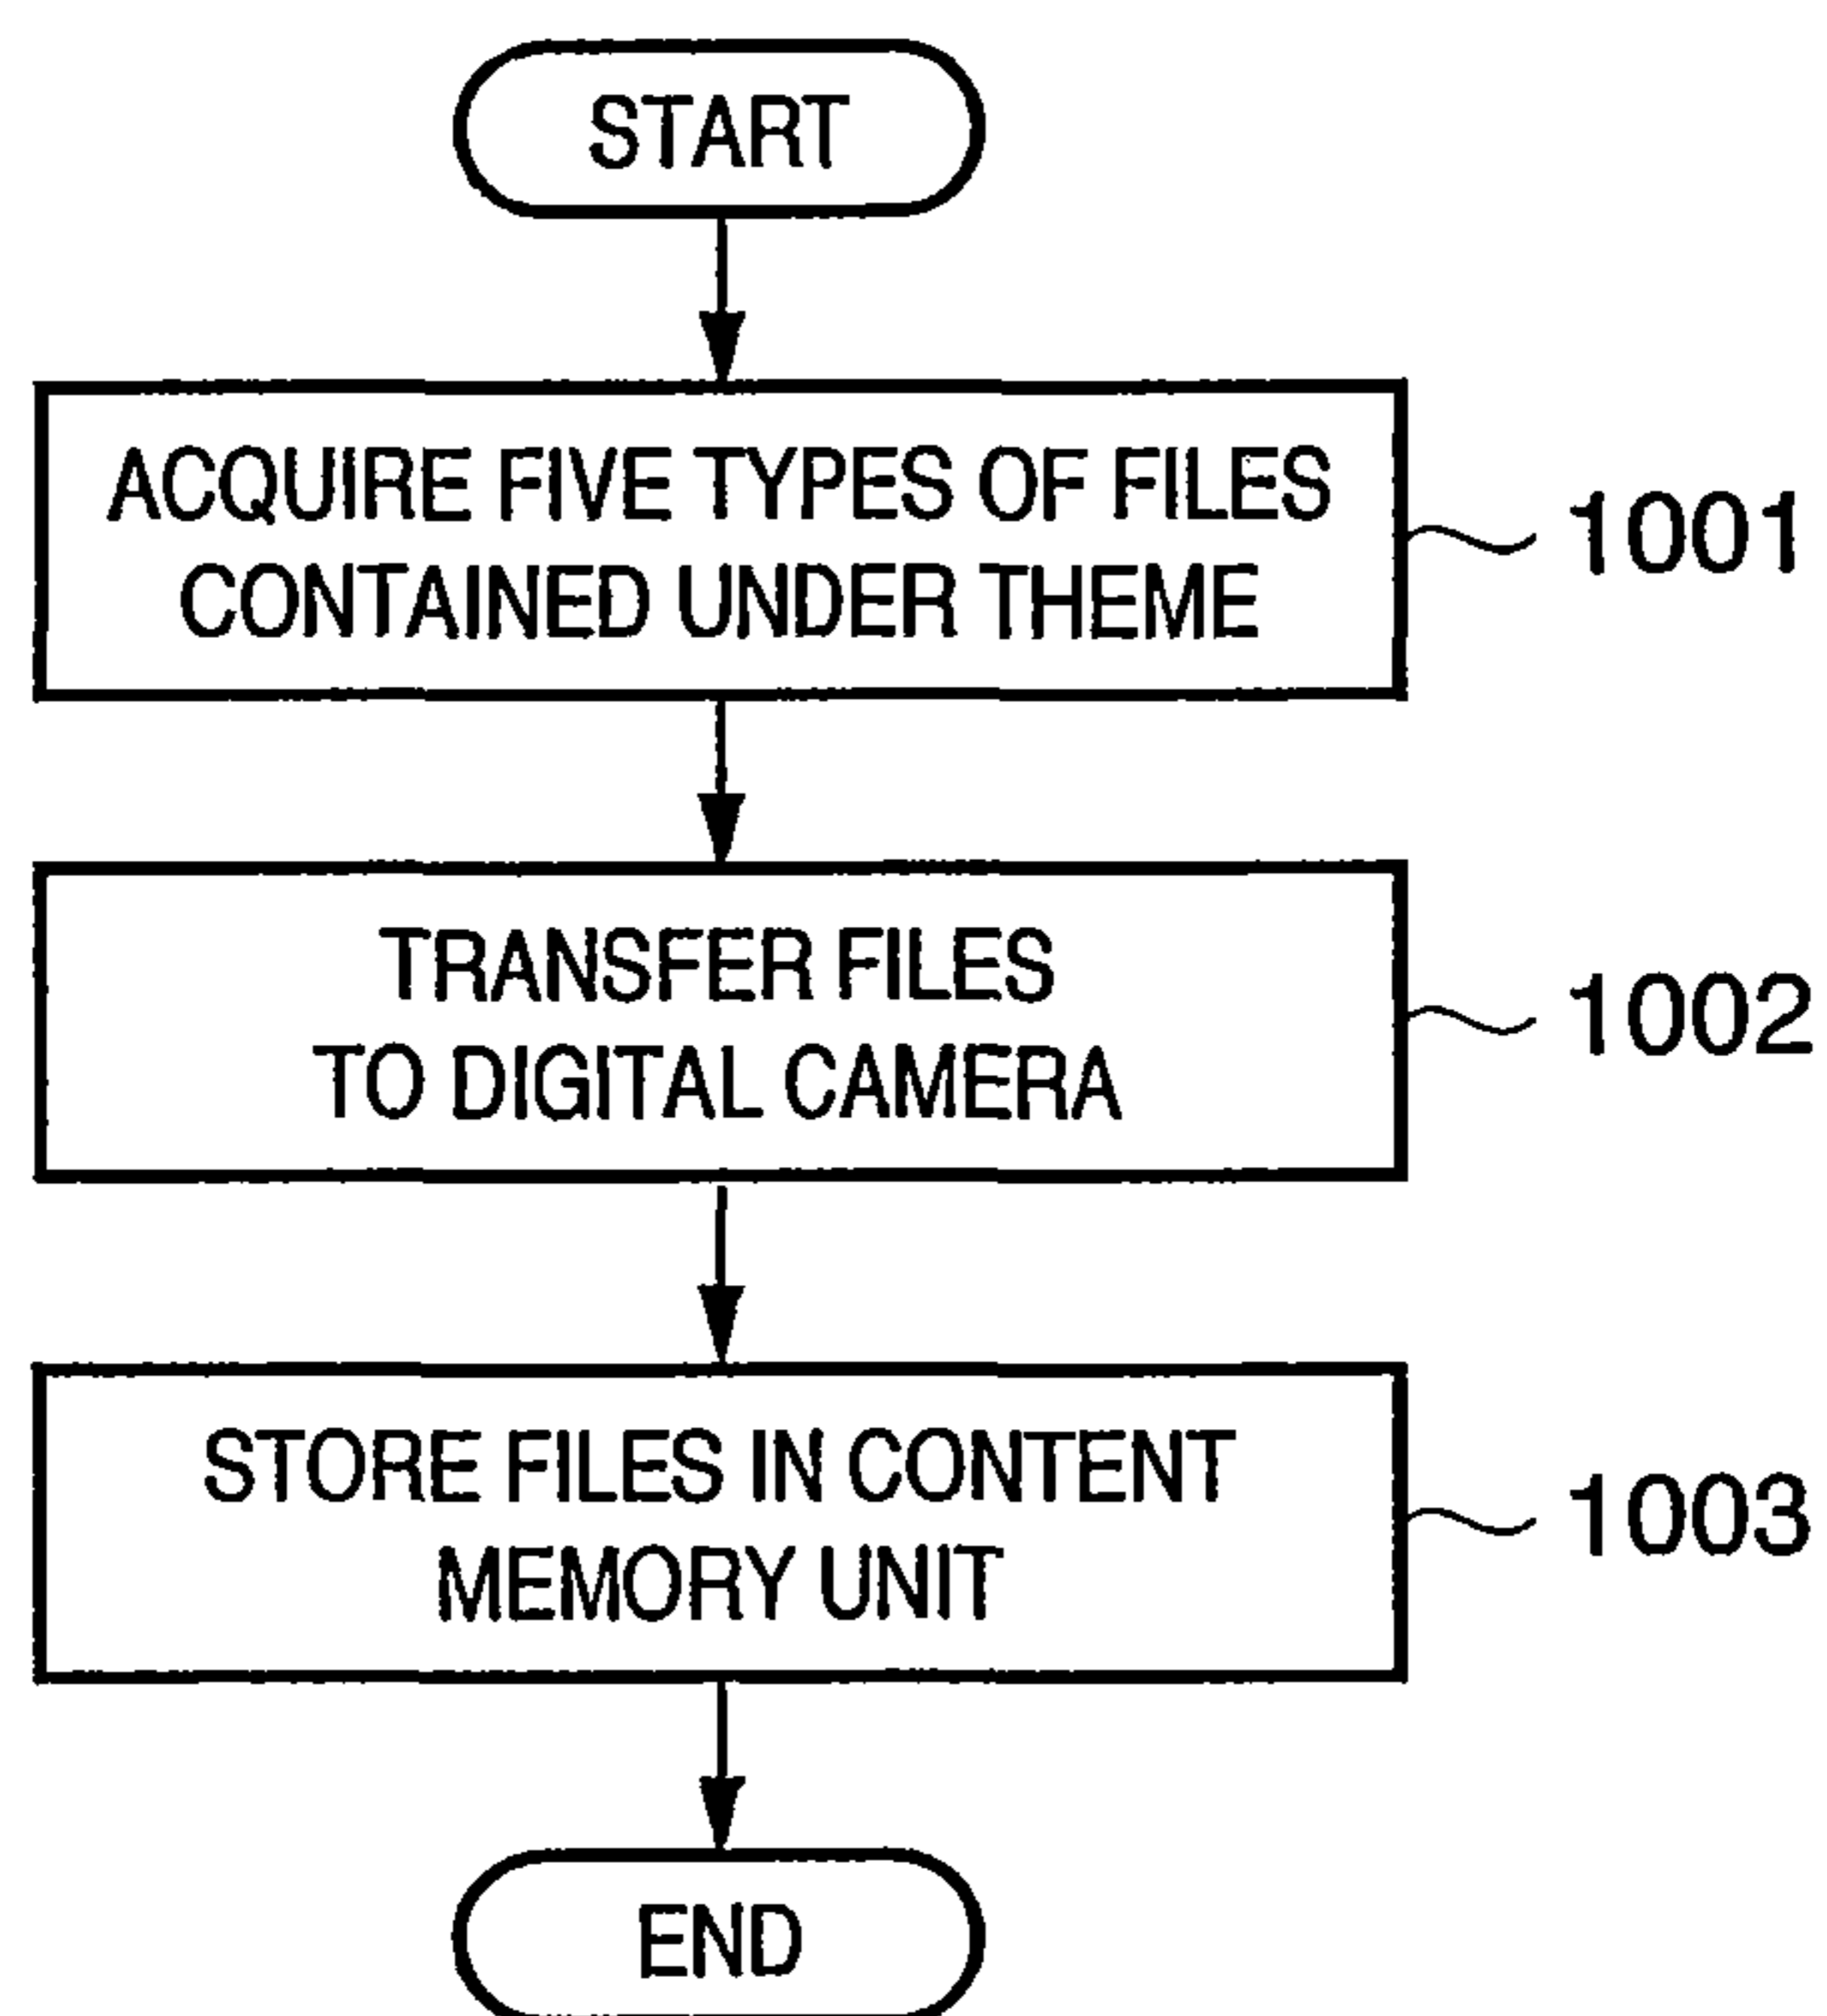 START
ACQUIRE FIVE TYPES OF FILES
CONTAINED UNDER THEME
1001
TRANSFER FILES
TO DIGITAL CAMERA
1002
STORE FILES IN CONTENT
MEMORY UNIT
1003
END